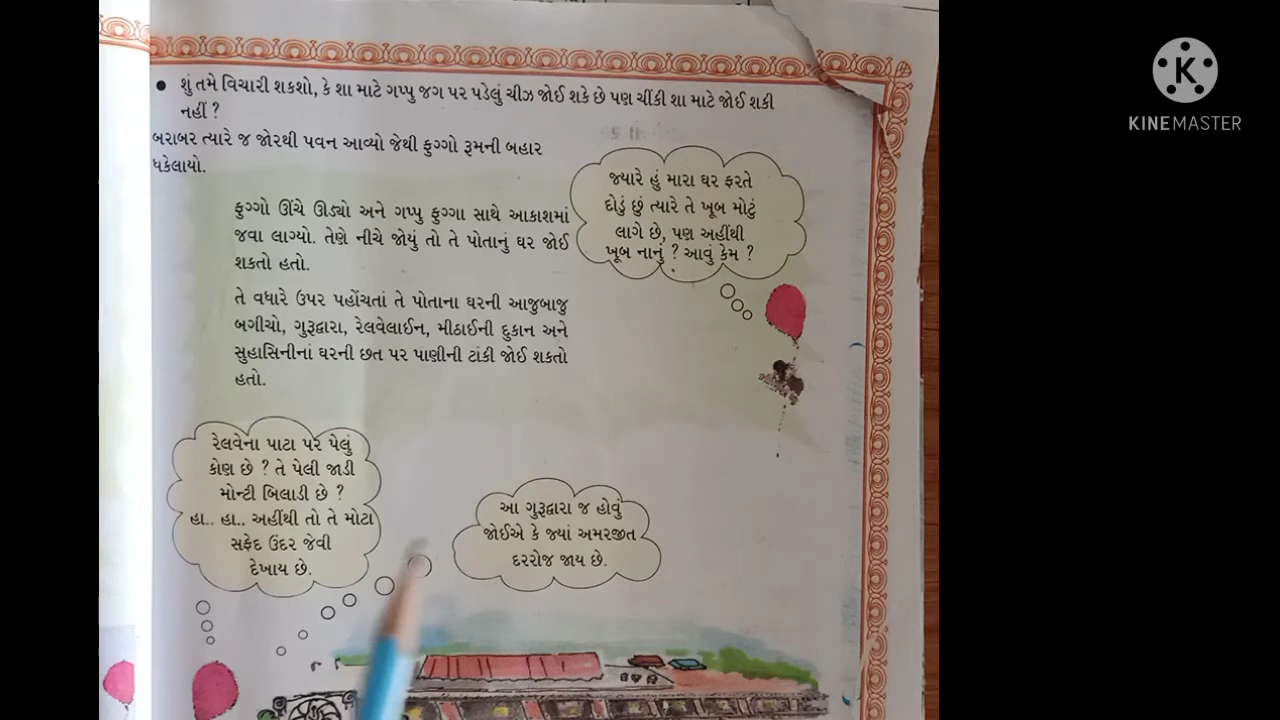 ● શું તમે વિચારી શકશો, કે શા માટે ગપ્પુ જગ પર પડેલું ચીઝ જોઈ શકે છે પણ ચીંકી શા માટે જોઈ શકી
નહીં ?
બરાબર ત્યારે જ જોરથી પવન આવ્યો જેથી ફુગ્ગો રૂમની બહાર
ધકેલાયો.
ફુગ્ગો ઊંચે ઊડ્યો અને ગપ્પુ ફુગ્ગા સાથે આકાશમાં
જવા લાગ્યો. તેણે નીચે જોયું તો તે પોતાનું ઘર જોઈ
શકતો હતો.
જ્યારે હું મારા ઘર ફરતે
દોડું છું ત્યારે તે ખૂબ મોટું
લાગે છે, પણ અહીંથી
ખૂબ નાનું ? આવું કેમ ?
તે વધારે ઉપર પહોંચતાં તે પોતાના ઘરની આજુબાજુ
બગીચો, ગુરૂદ્વારા, રેલવેલાઈન, મીઠાઈની દુકાન અને
સુહાસિનીનાં ઘરની છત પર પાણીની ટાંકી જોઈ શકતો
હતો.
રેલવેના પાટા પર પેલું
કોણ છે ? તે પેલી જાડી
મોન્ટી બિલાડી છે ?
હા.. હા.. અહીંથી તો તે મોટા
સફેદ ઉંદર જેવી
દેખાય છે.
આ ગુરૂદ્વારા જ હોવું
જોઈએ કે જ્યાં અમરજીત
દરરોજ જાય છે.
K
KINEMASTER